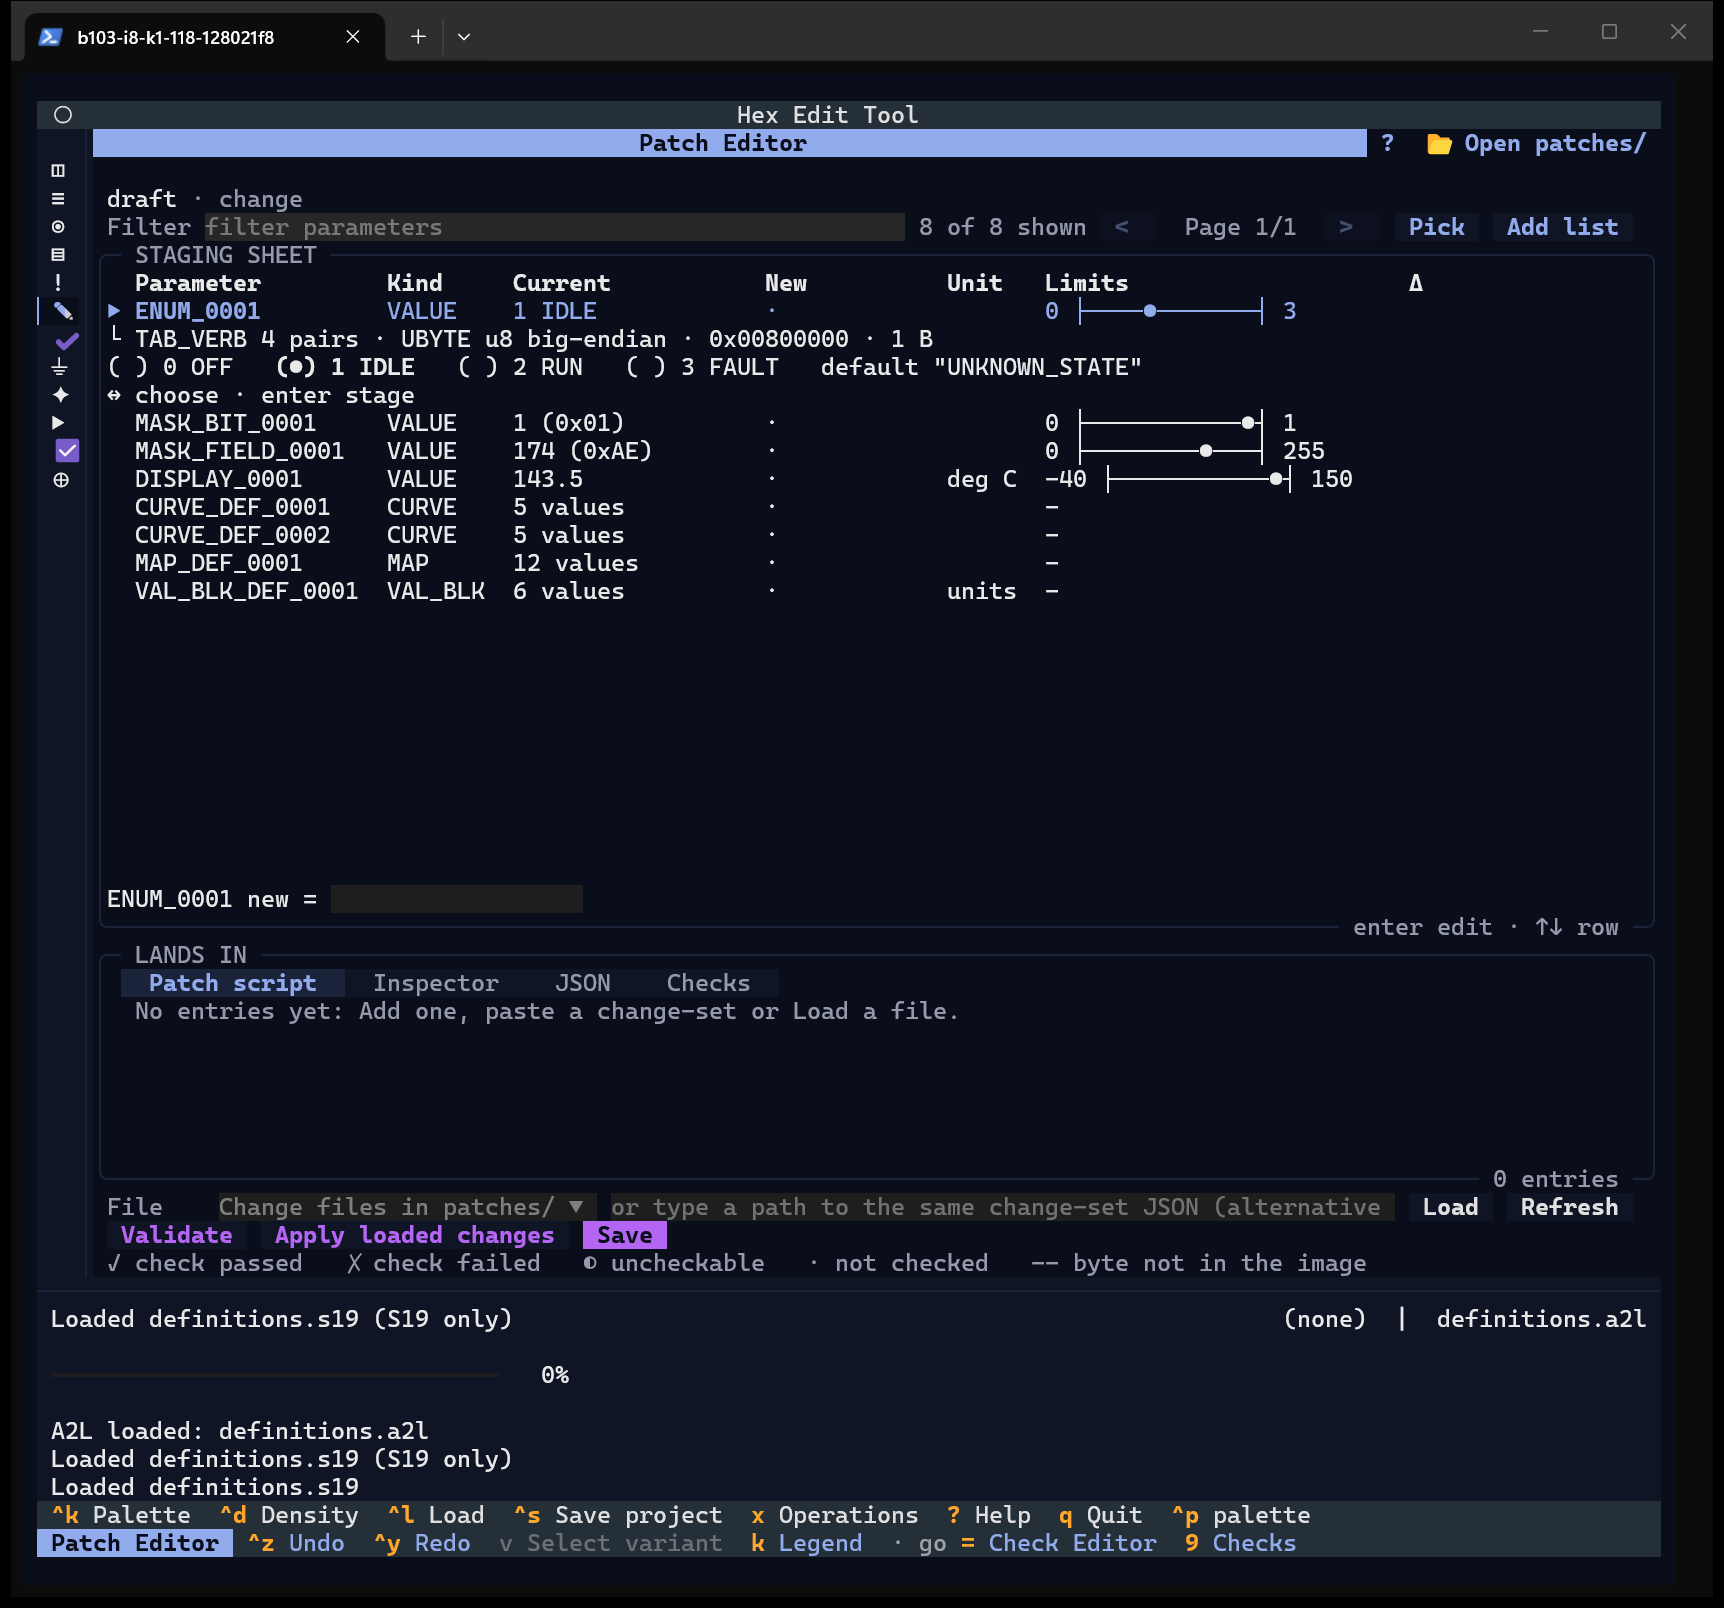 b103-i8-k1-118-128021f8
Hex Edit Tool
Patch Editor ? Open patches/
draft · change
Filter filter parameters 8 of 8 shown < Page 1/1 > Pick Add list
STAGING SHEET
Parameter Kind Current New Unit Limits Δ
▶ ENUM_0001 VALUE 1 IDLE · 0 3
└ TAB_VERB 4 pairs · UBYTE u8 big-endian · 0x00800000 · 1 B
( ) 0 OFF (●) 1 IDLE ( ) 2 RUN ( ) 3 FAULT default "UNKNOWN_STATE"
↔ choose · enter stage
MASK_BIT_0001 VALUE 1 (0x01) · 0 1
MASK_FIELD_0001 VALUE 174 (0xAE) · 0 255
DISPLAY_0001 VALUE 143.5 · deg C -40 150
CURVE_DEF_0001 CURVE 5 values · -
CURVE_DEF_0002 CURVE 5 values · -
MAP_DEF_0001 MAP 12 values · -
VAL_BLK_DEF_0001 VAL_BLK 6 values · units -
ENUM_0001 new =
enter edit · ↑↓ row
LANDS IN
Patch script Inspector JSON Checks
No entries yet: Add one, paste a change-set or Load a file.
0 entries
File Change files in patches/ ▼ or type a path to the same change-set JSON (alternative Load Refresh
Validate Apply loaded changes Save
√ check passed ╳ check failed ◐ uncheckable · not checked -- byte not in the image
Loaded definitions.s19 (S19 only) (none) | definitions.a2l
0%
A2L loaded: definitions.a2l
Loaded definitions.s19 (S19 only)
Loaded definitions.s19
^k Palette ^d Density ^l Load ^s Save project x Operations ? Help q Quit ^p palette
Patch Editor ^z Undo ^y Redo v Select variant k Legend · go = Check Editor 9 Checks